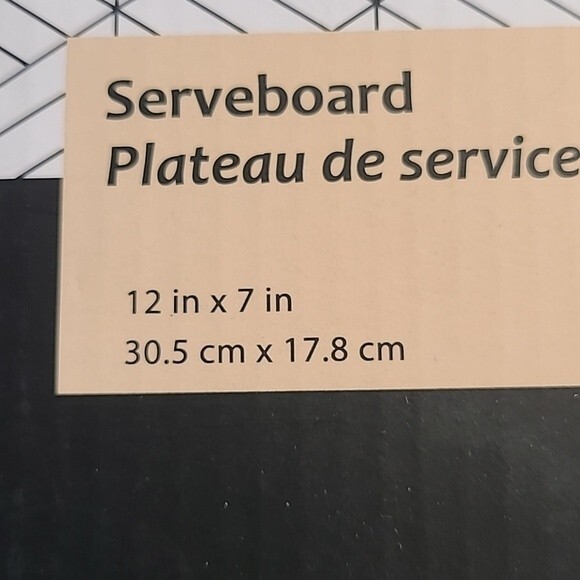 Serveboard
Plateau de service
12 in x 7 in
30.5 cm x 17.8 cm